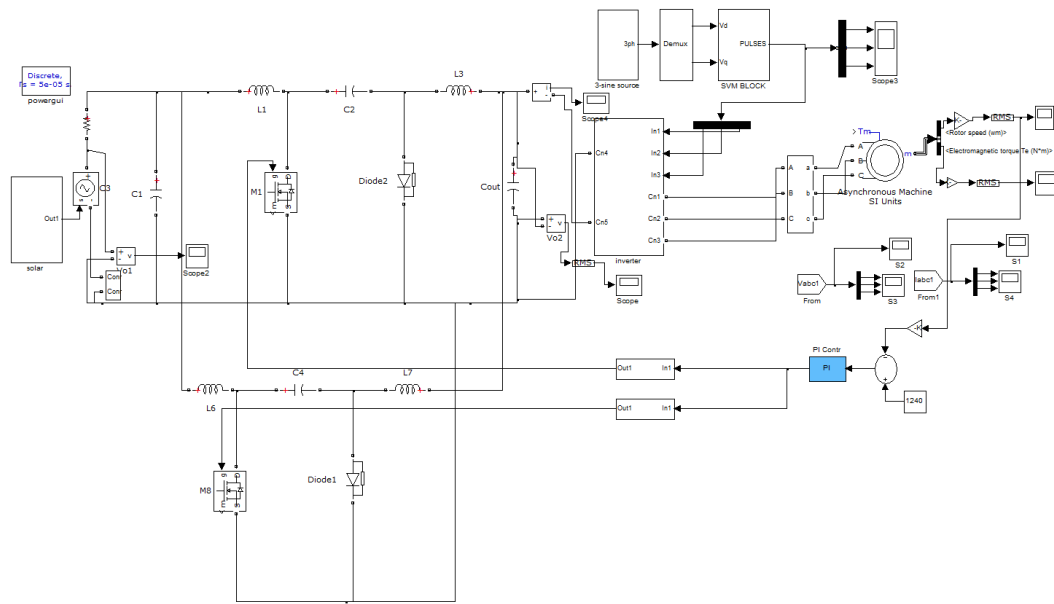 Discrete,
s = 5e-05 s
powergui
3ph
3-sine source
Demux
Vd
Vq
PULSES
SVM BLOCK
Scope3
L1
C2
L3
Scope4
In1
In2
In3
Cn1
Cn2
Cn3
Cn4
Cn5
inverter
Tm
A
B
C
m
Asynchronous Machine
SI Units
A
B
C
a
b
c
K-
RMS
<Rotor speed (wm)>
<Electromagnetic torque Te (N*m)>
RMS
C3
C1
M1
g
Diode2
Cout
Out1
solar
+
-
v
Vo1
Scope2
Conr
Conr
+
-
v
Vo2
RMS
Scope
S2
Vabc1
From
S3
Iabc1
From1
S1
S4
-K
PI Contr
PI
1240
Out1
In1
Out1
In1
L6
C4
L7
M8
g
Diode1